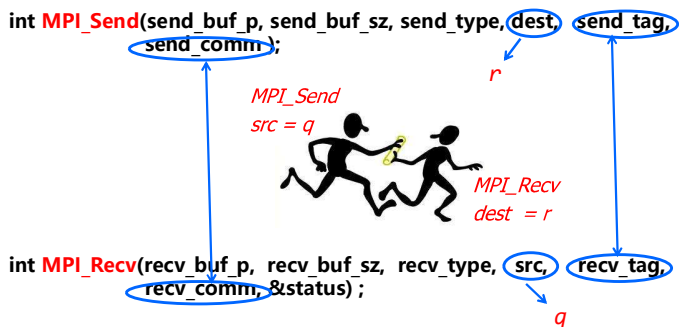 int MPI_Send(send_buf_p, send_buf_sz, send_type, dest, send_tag,
send_comm );
r
MPI_Send
src = q
MPI_Recv
dest = r
int MPI_Recv(recv_buf_p, recv_buf_sz, recv_type, src, recv_tag,
recv_comm, &status) ;
q